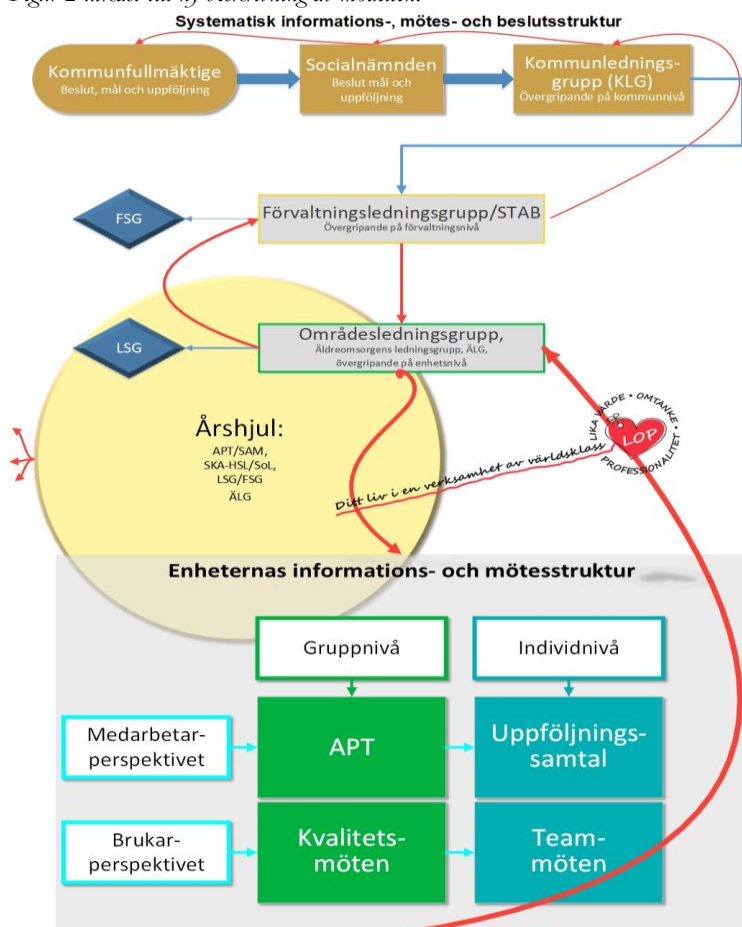 Systematisk informations-, mötes- och beslutsstruktur
Kommunfullmäktige
Beslut, mål och uppföljning
Socialnämnden
Beslut mål och
uppföljning
Kommunlednings-
grupp (KLG)
Övergripande på kommunnivå
FSG
Förvaltningsledningsgrupp/STAB
Övergripande på förvaltningsnivå
LSG
Områdesledningsgrupp,
Äldreomsorgens ledningsgrupp, ÄLG,
övergripande på enhetsnivå
Årshjul:
APT/SAM,
SKA-HSL/SoL,
LSG/FSG
ÄLG
Ditt liv i en verksamhet av världsklass
LIKA VÄRDE • OMTANKE •
PROFESSIONALITET •
LOP
Enheternas informations- och mötesstruktur
Gruppnivå
Individnivå
Medarbetar-
perspektivet
APT
Uppföljnings-
samtal
Brukar-
perspektivet
Kvalitets-
möten
Team-
möten